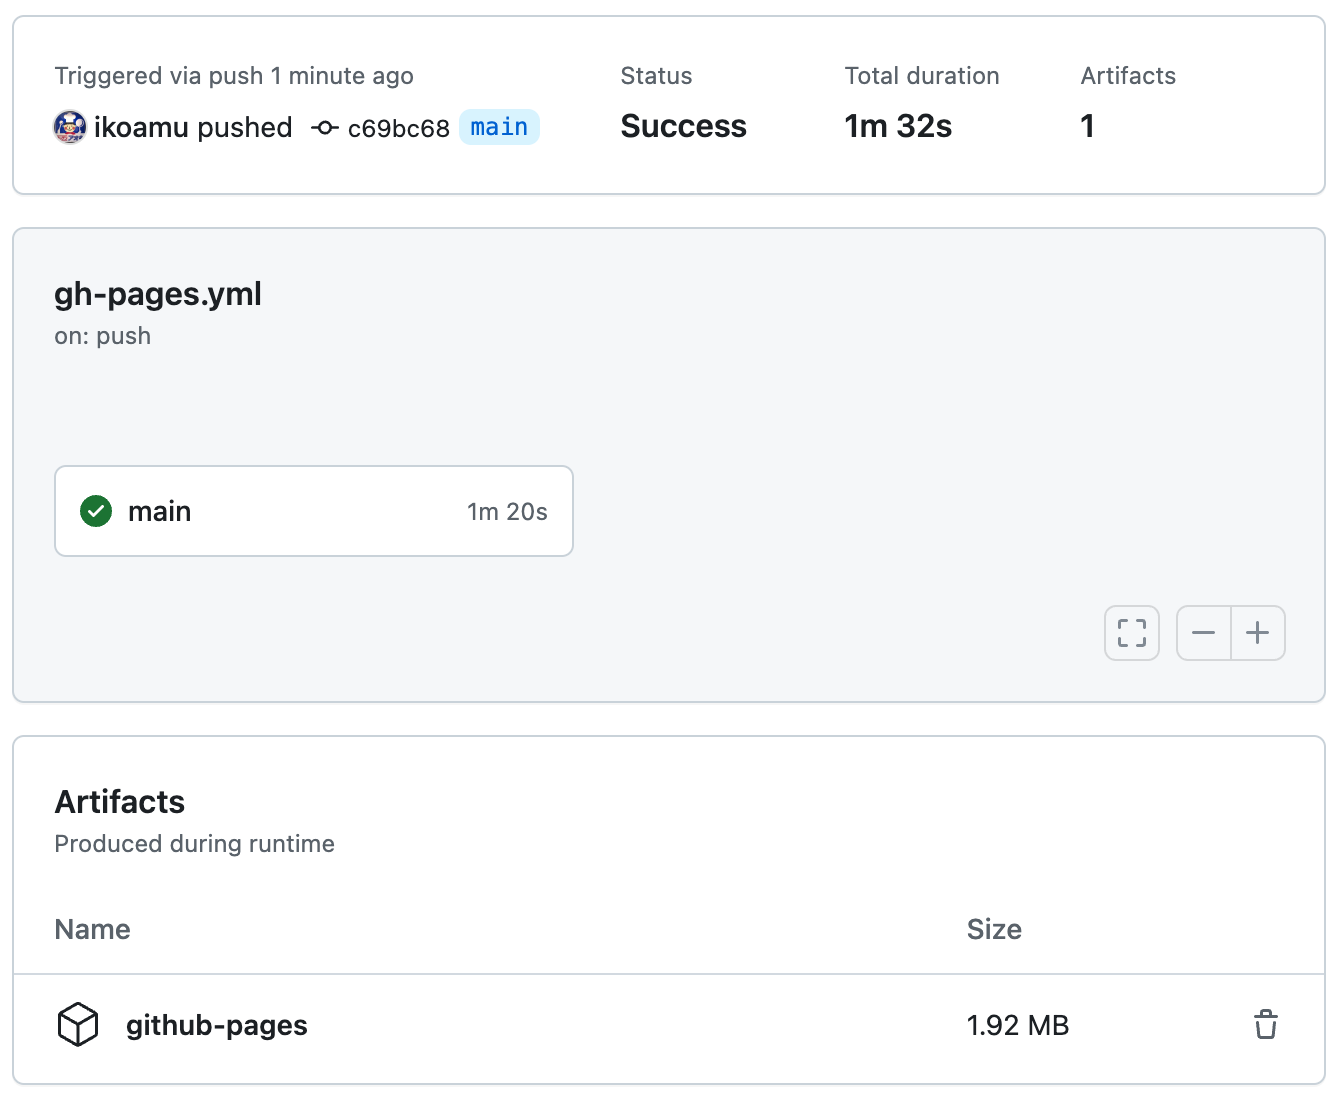 Triggered via push 1 minute ago
ikoamu pushed c69bc68 main
Status
Success
Total duration
1m 32s
Artifacts
1
gh-pages.yml
on: push
main 1m 20s
Artifacts
Produced during runtime
Name Size
github-pages 1.92 MB